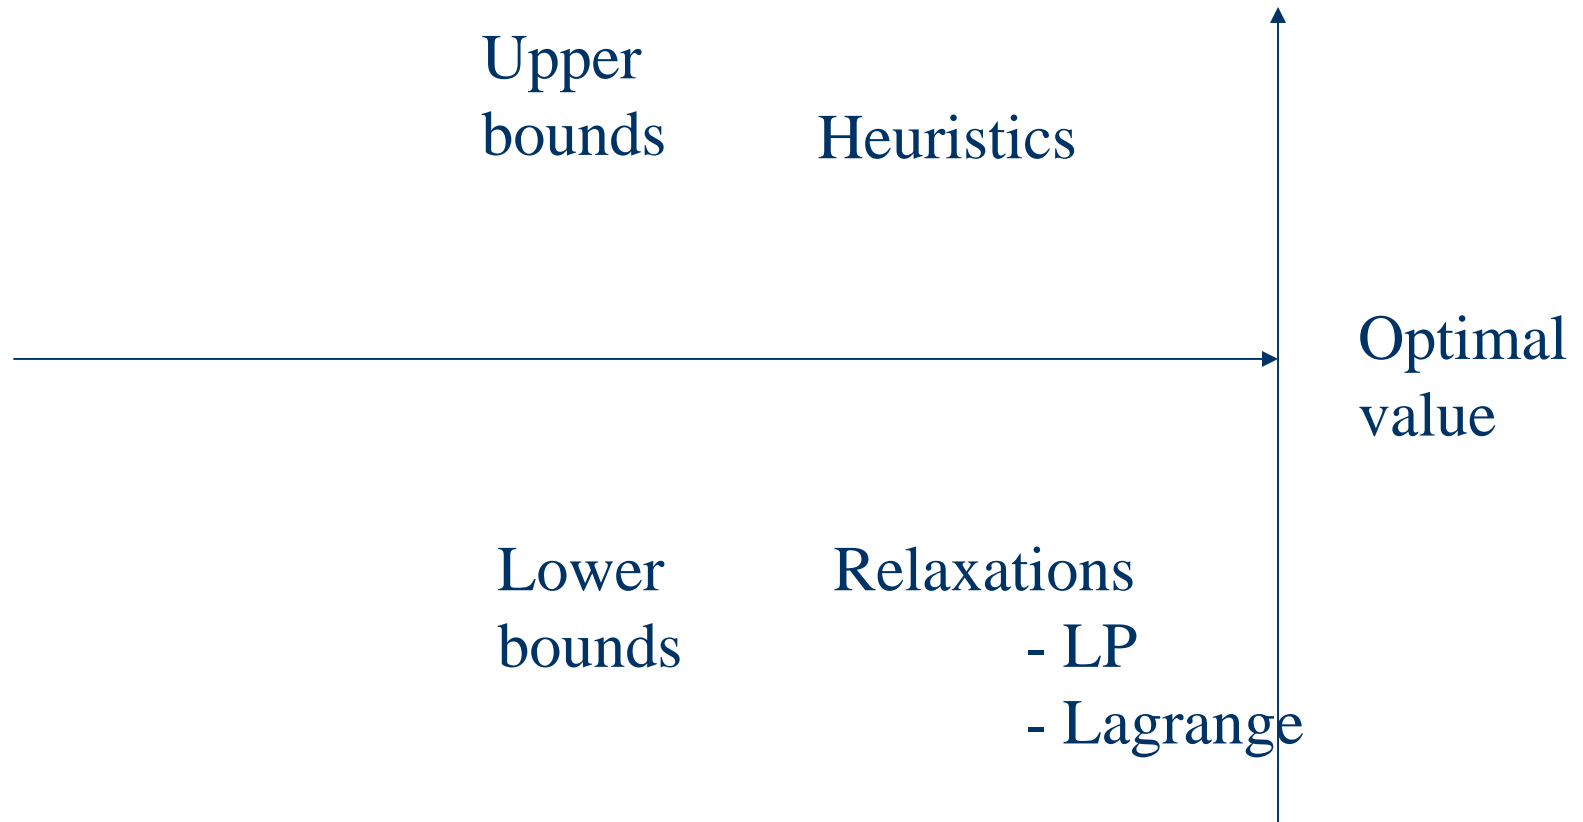 Upper
bounds
Heuristics
Optimal
value
Lower
bounds
Relaxations
- LP
- Lagrange